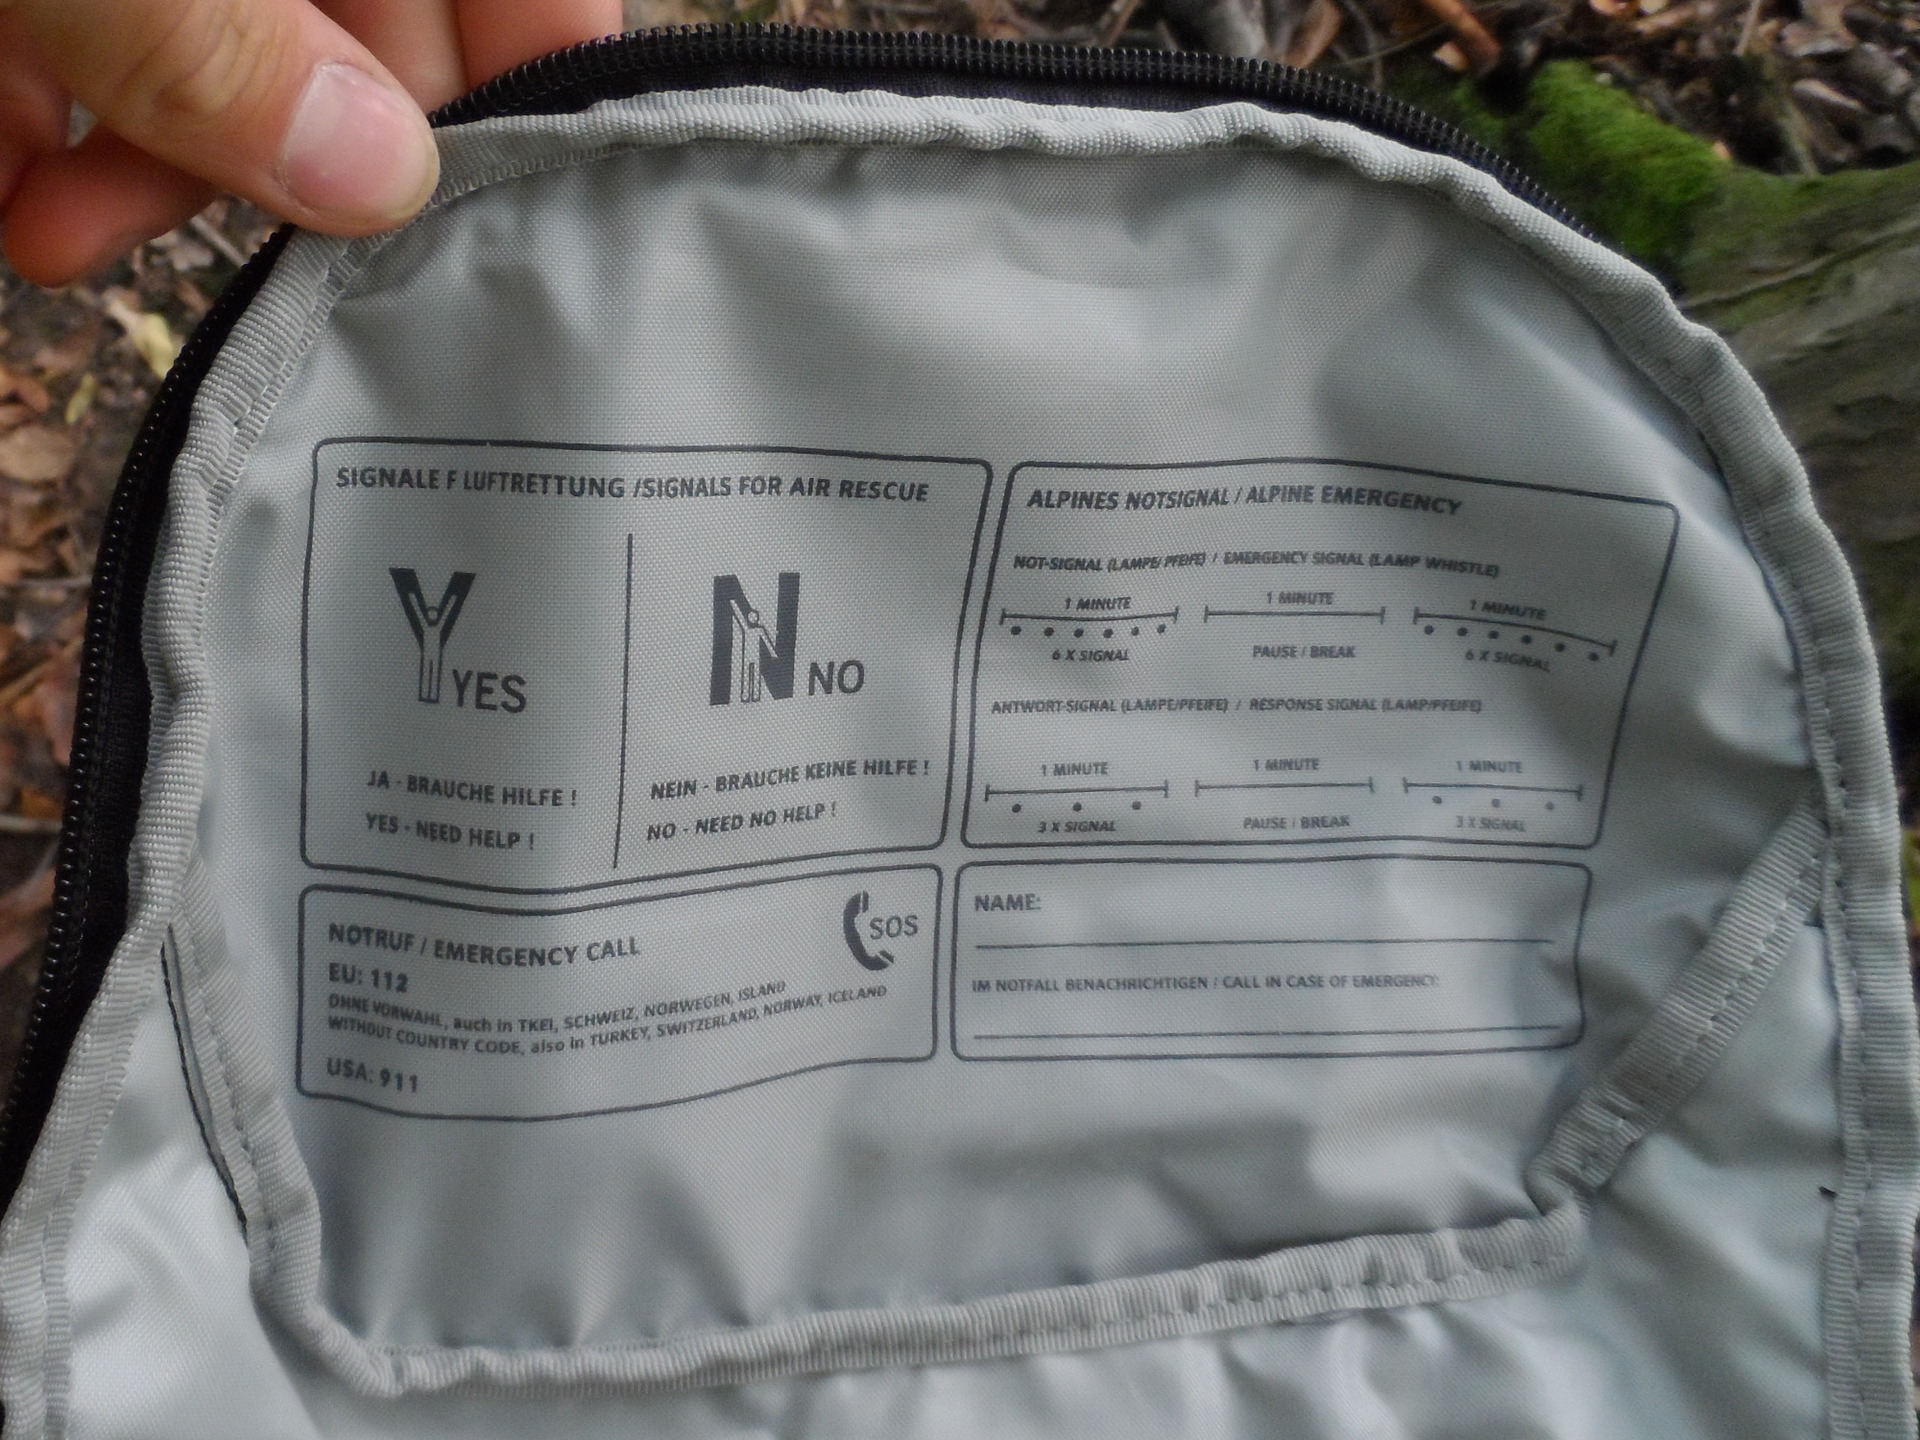 SIGNALE F LUFTRETTUNG /SIGNALS FOR AIR RESCUE
Y YES
JA - BRAUCHE HILFE !
YES - NEED HELP !
N NO
NEIN - BRAUCHE KEINE HILFE !
NO - NEED NO HELP !
ALPINES NOTSIGNAL / ALPINE EMERGENCY
NOT-SIGNAL (LAMPE/PFEIFE) / EMERGENCY SIGNAL (LAMP WHISTLE)
1 MINUTE 1 MINUTE 1 MINUTE
6 X SIGNAL PAUSE / BREAK 6 X SIGNAL
ANTWORT-SIGNAL (LAMPE/PFEIFE) / RESPONSE SIGNAL (LAMP/PFEIFE)
1 MINUTE 1 MINUTE 1 MINUTE
3 X SIGNAL PAUSE / BREAK 3 X SIGNAL
NOTRUF / EMERGENCY CALL
SOS
EU: 112
OHNE VORWAHL, auch in TKEI, SCHWEIZ, NORWEGEN, ISLAND
WITHOUT COUNTRY CODE, also in TURKEY, SWITZERLAND, NORWAY, ICELAND
USA: 911
NAME:
IM NOTFALL BENACHRICHTIGEN / CALL IN CASE OF EMERGENCY: